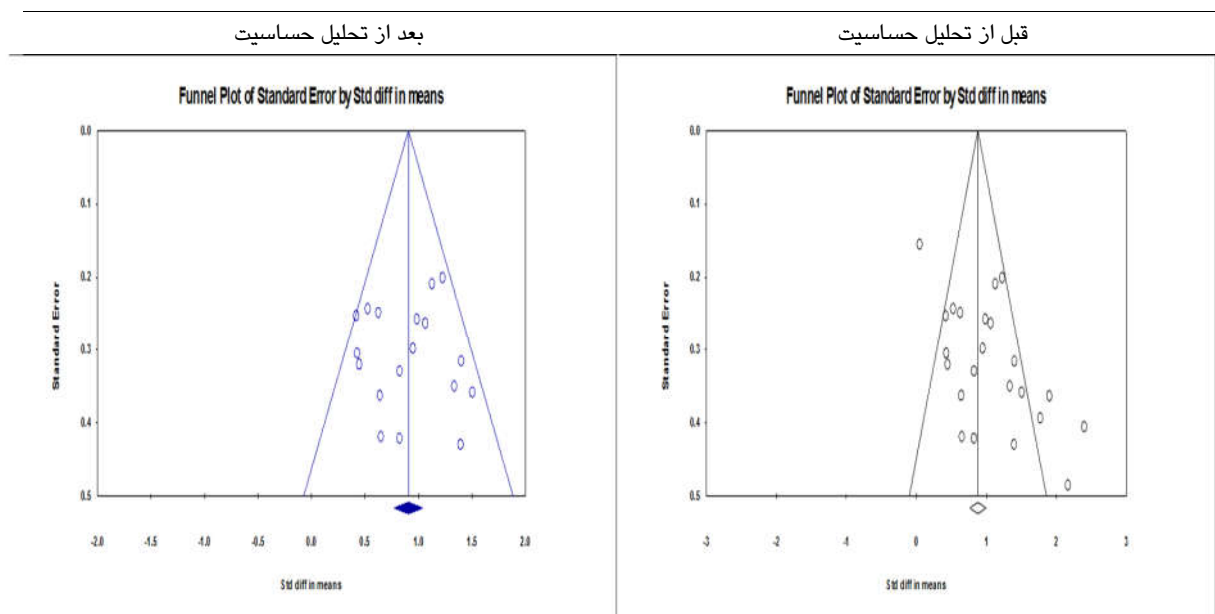 قبل از تحلیل حساسیت
بعد از تحلیل حساسیت
Funnel Plot of Standard Error by Std diff in means
0.0
0.1
0.2
0.3
0.4
0.5
Standard Error
-2.0 -1.5 -1.0 -0.5 0.0 0.5 1.0 1.5 2.0
Std diff in means
Funnel Plot of Standard Error by Std diff in means
0.0
0.1
0.2
0.3
0.4
0.5
Standard Error
-3 -2 -1 0 1 2 3
Std diff in means